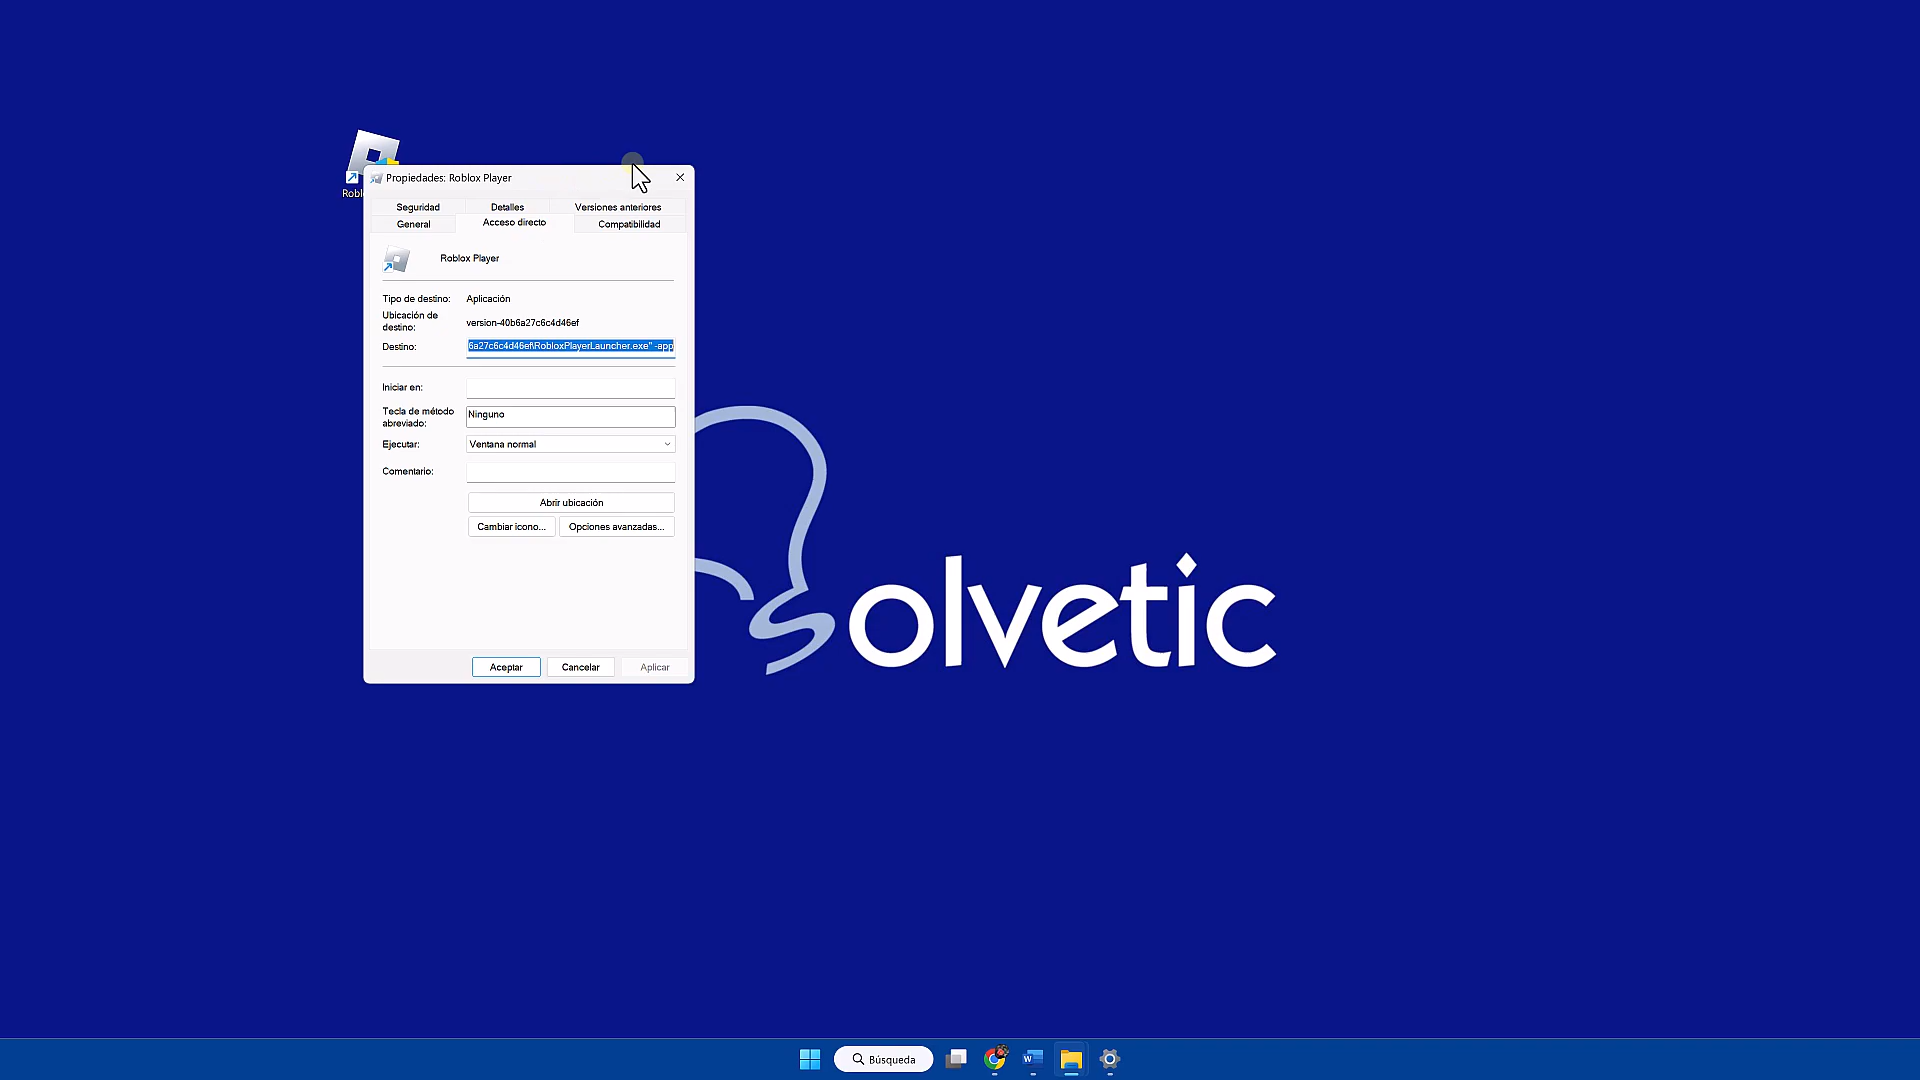 Robl
Propiedades: Roblox Player
Seguridad
Detalles
Versiones anteriores
General
Acceso directo
Compatibilidad
Roblox Player
Tipo de destino:
Aplicación
Ubicación de
destino:
version-40b6a27c6c4d46ef
Destino:
6a27c6c4d46ef\RobloxPlayerLauncher.exe" -app
Iniciar en:
Tecla de método
abreviado:
Ninguno
Ejecutar:
Ventana normal
Comentario:
Abrir ubicación
Cambiar icono...
Opciones avanzadas...
Aceptar
Cancelar
Aplicar
Solvetic
Búsqueda